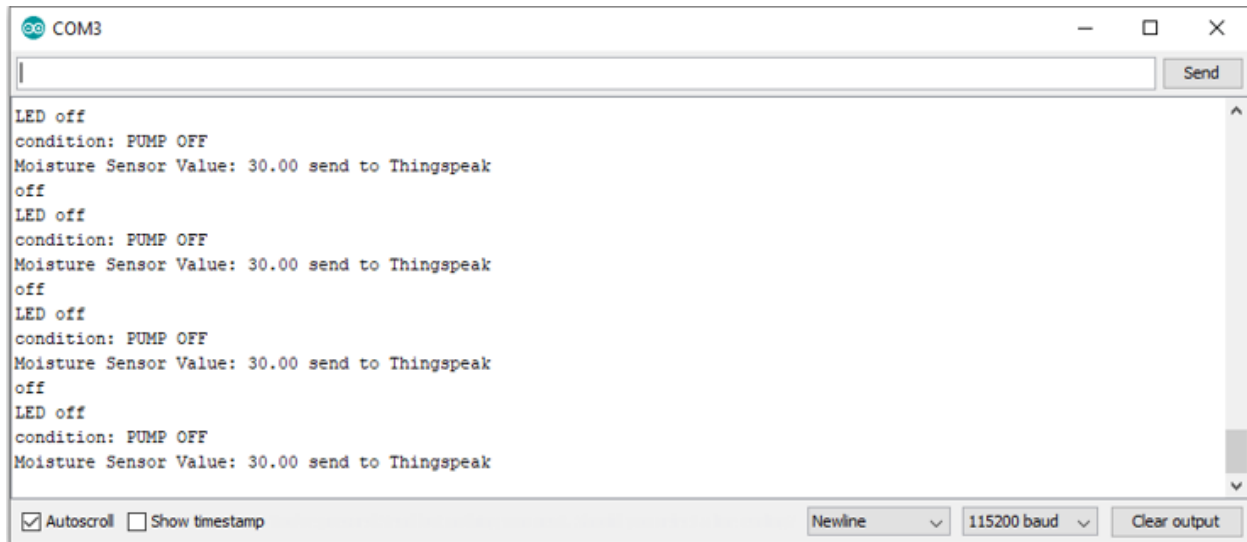 COM3
Send
LED off
condition: PUMP OFF
Moisture Sensor Value: 30.00 send to Thingspeak
off
LED off
condition: PUMP OFF
Moisture Sensor Value: 30.00 send to Thingspeak
off
LED off
condition: PUMP OFF
Moisture Sensor Value: 30.00 send to Thingspeak
off
LED off
condition: PUMP OFF
Moisture Sensor Value: 30.00 send to Thingspeak
Autoscroll Show timestamp Newline 115200 baud Clear output